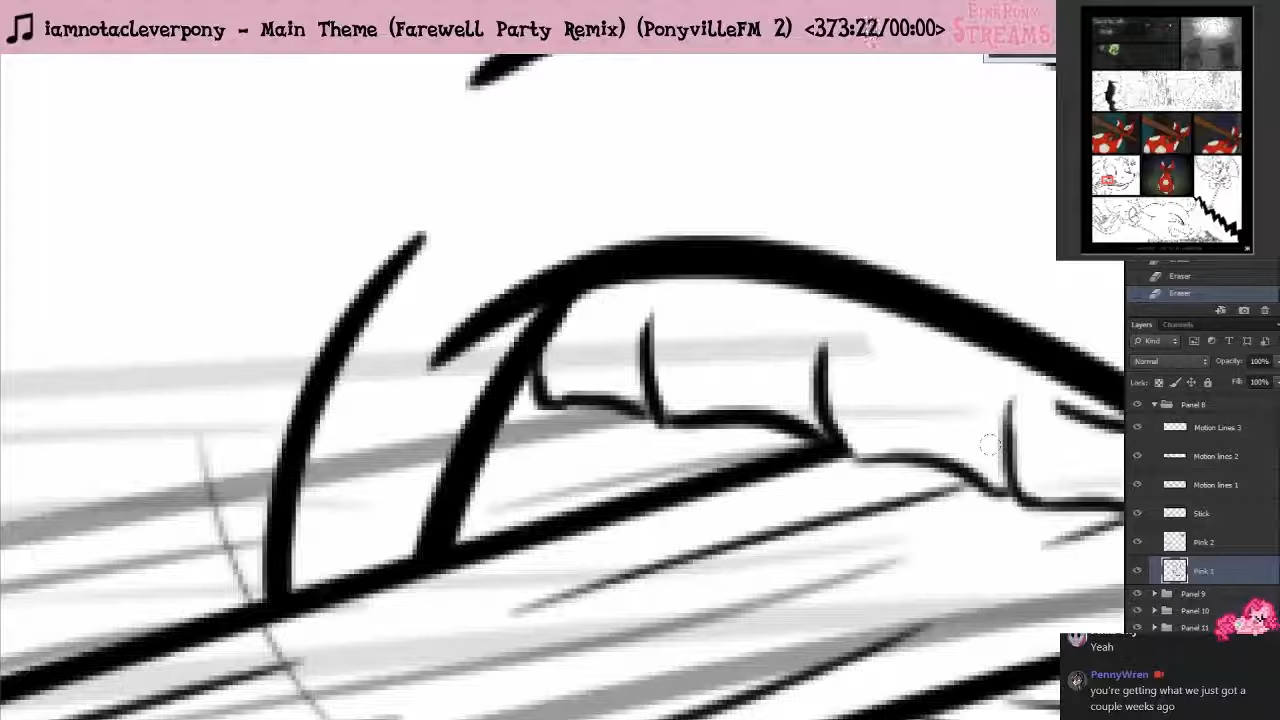 iamnotacleverpony - Main Theme (Farewell Party Remix) (PonyvilleFM 2) <373:22/00:00>
PINKPONY
STREAMS
Eraser
Eraser
Layers Channels
Kind
Normal Opacity: 100%
Lock: Fill: 100%
Panel 8
Motion Lines 3
Motion lines 2
Motion lines 1
Stick
Pink 2
Pink 1
Panel 9
Panel 10
Panel 11
Yeah
PennyWren
you're getting what we just got a
couple weeks ago